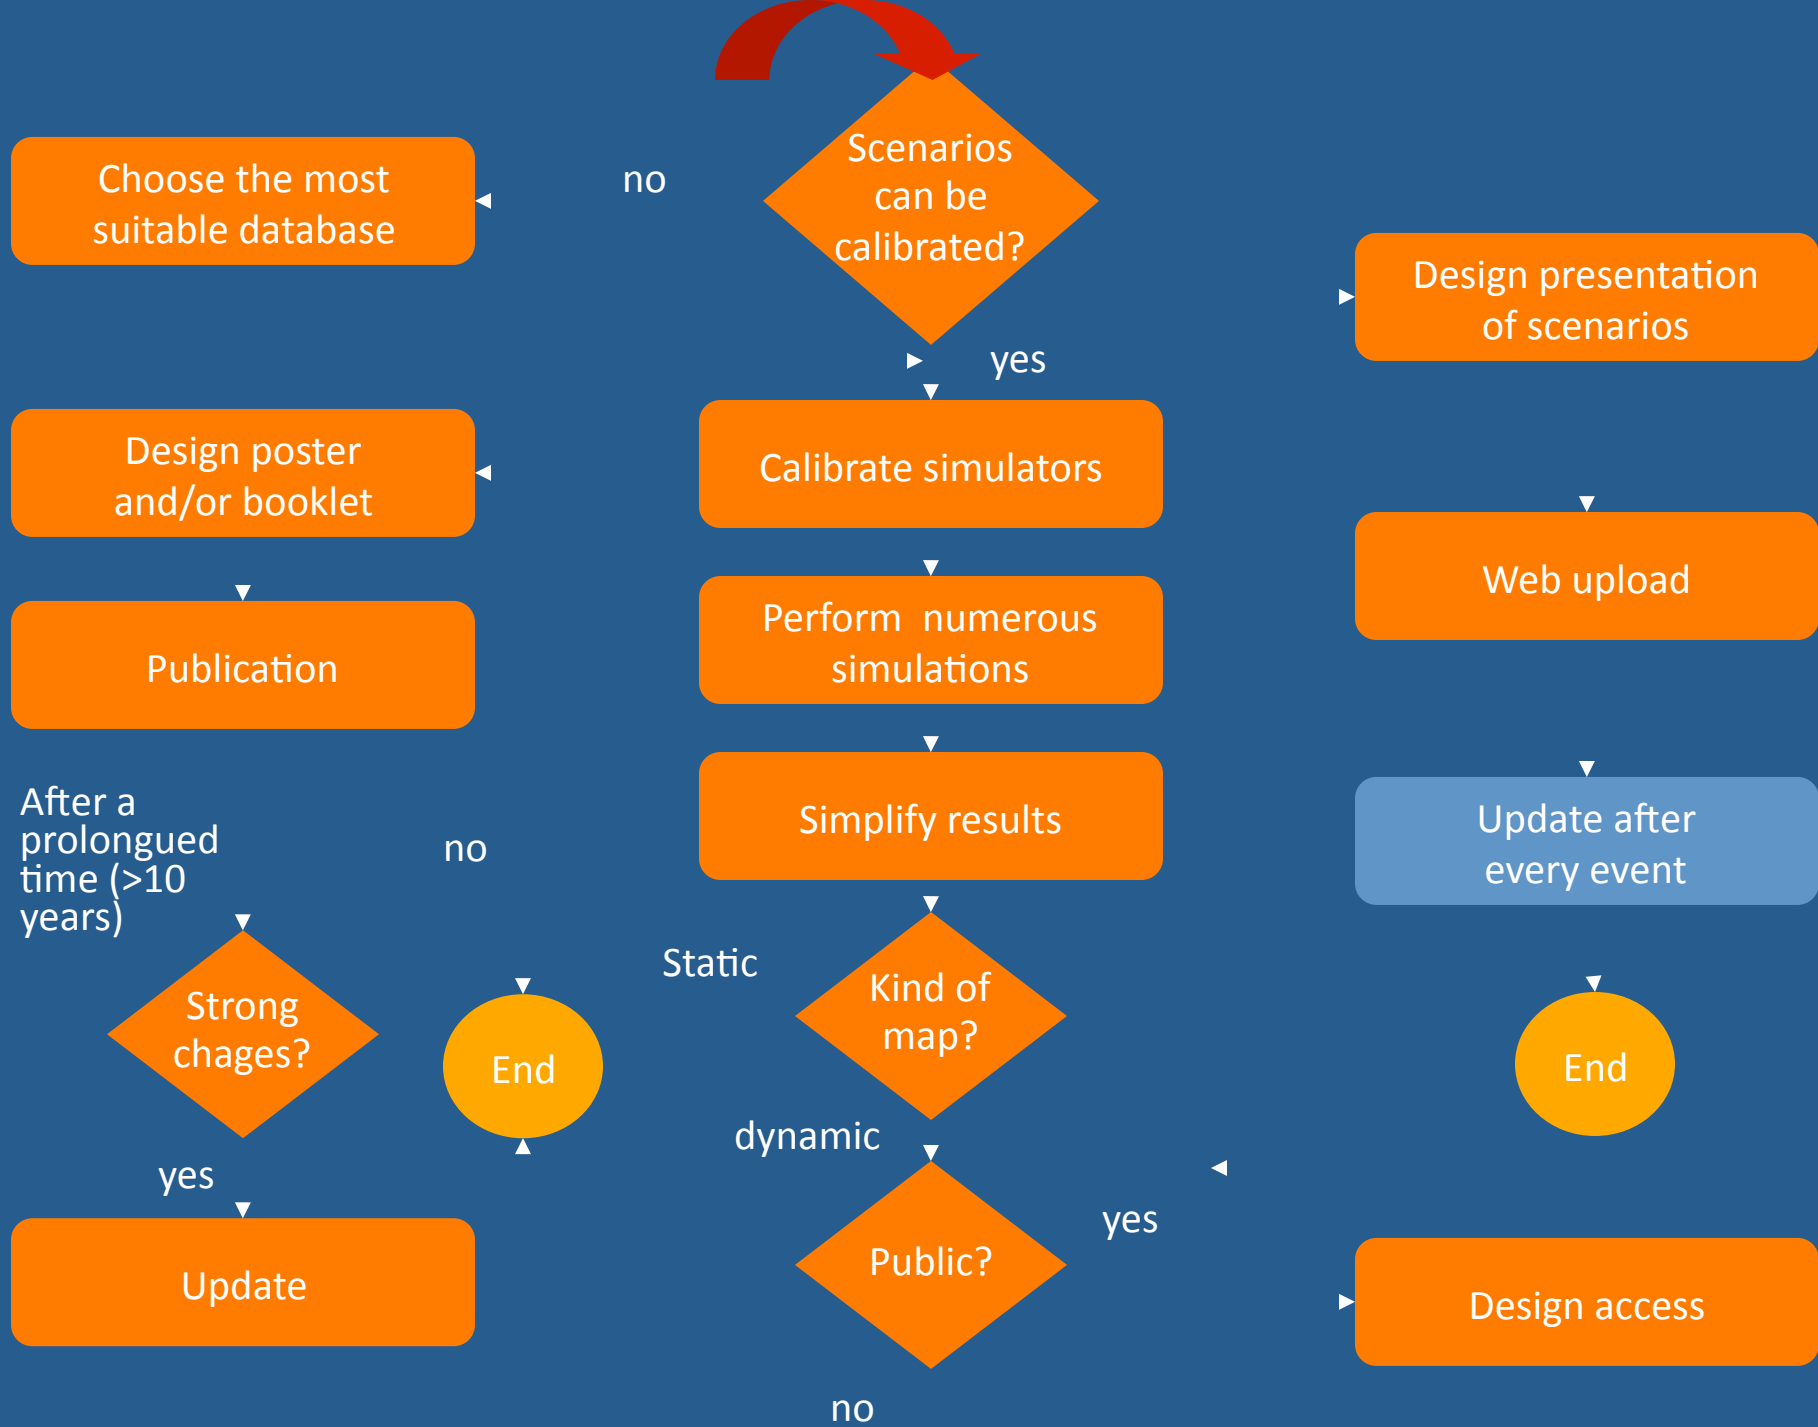 Scenarios
can be
calibrated?
no
Choose the most
suitable database
yes
Calibrate simulators
Perform  numerous
simulations
Simplify results
Kind of
map?
Static
dynamic
Public?
yes
no
Design poster
and/or booklet
Publication
After a
prolongued
time (>10
years)
no
Strong
chages?
End
yes
Update
Design presentation
of scenarios
Web upload
Update after
every event
End
Design access